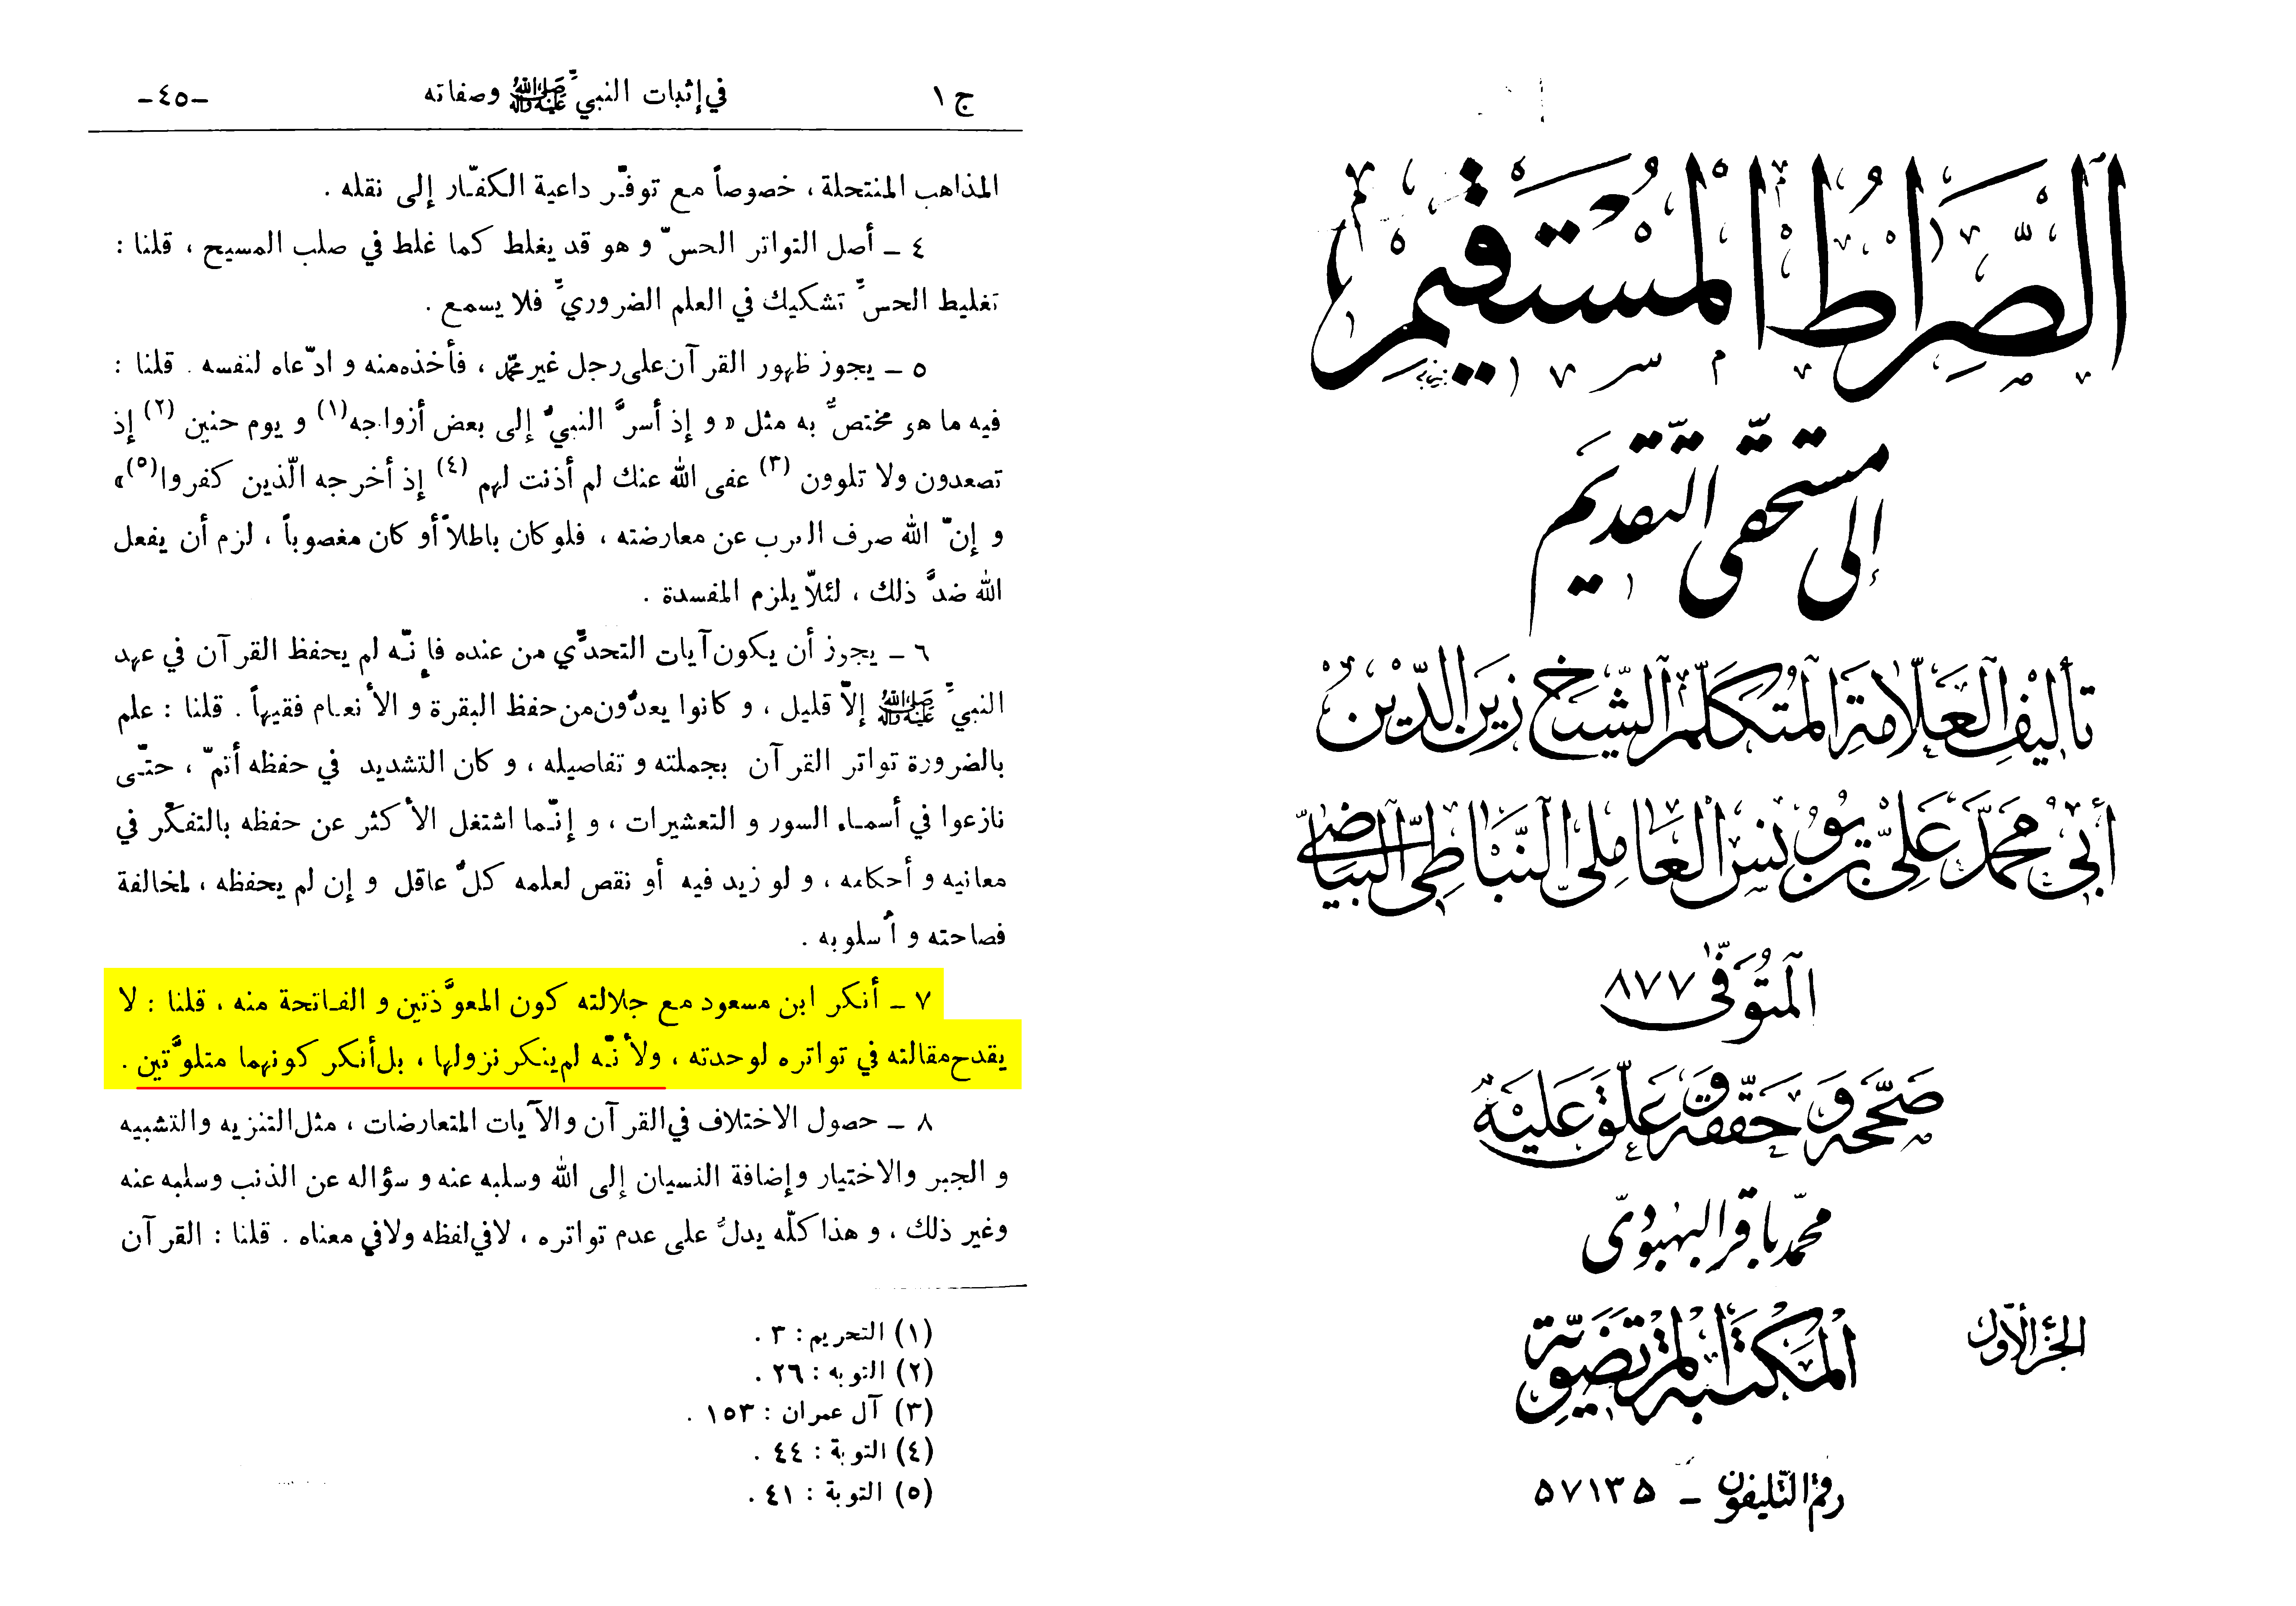 الصراط المستقيم
إلى مستحقي التقديم
تأليف العلامة المتكلم الشيخ زين الدين
أبي محمد علي بن يونس العاملي النباطي البياضي
المتوفى ٨٧٧
صححه وحققه وعلق عليه
محمد باقر البهبودي
الجزء الأول
المكتبة المرتضوية
رقم التليفون - ٥٧١٣٥
ج ١ في إثبات النبي ﷺ وصفاته -٤٥-
المذاهب المنتحلة ، خصوصاً مع توفّر داعية الكفّار إلى نقله .
٤ ـ أصل التواتر الحسّ و هو قد يغلط كما غلط في صلب المسيح ، قلنا :
تغليط الحسِّ تشكيك في العلم الضروريِّ فلا يسمع .
٥ ـ يجوز ظهور القرآن على رجل غير محمّد ، فأخذه منه و ادّعاه لنفسه . قلنا :
فيه ما هو مختصٌّ به مثل « و إذ أسرَّ النبيُّ إلى بعض أزواجه (١) و يوم حنين (٢) إذ
تصعدون ولا تلوون (٣) عفى الله عنك لم أذنت لهم (٤) إذ أخرجه الّذين كفروا (٥) »
و إنّ الله صرف العرب عن معارضته ، فلو كان باطلاً أو كان مغصوباً ، لزم أن يفعل
الله ضدَّ ذلك ، لئلاّ يلزم المفسدة .
٦ ـ يجوز أن يكون آيات التحدِّي من عنده فإنّه لم يحفظ القرآن في عهد
النبيِّ ﷺ إلاّ قليل ، و كانوا يعدُّون من حفظ البقرة و الأنعام فقيهاً . قلنا : علم
بالضرورة تواتر القرآن بجملته و تفاصيله ، و كان التشديد في حفظه أتمّ ، حتّى
نازعوا في أسماء السور و التعشيرات ، و إنّما اشتغل الأكثر عن حفظه بالتفكّر في
معانيه و أحكامه ، و لو زيد فيه أو نقص لعلمه كلُّ عاقل و إن لم يحفظه ، لمخالفة
فصاحته و أُسلوبه .
٧ ـ أنكر ابن مسعود مع جلالته كون المعوَّذتين و الفاتحة منه ، قلنا : لا
يقدح مقالته في تواتره لوحدته ، ولأنّه لم ينكر نزولها ، بل أنكر كونهما متلوَّتين .
٨ ـ حصول الاختلاف في القرآن والآيات المتعارضات ، مثل التنزيه والتشبيه
و الجبر والاختيار وإضافة النسيان إلى الله وسلبه عنه و سؤاله عن الذنب وسلبه عنه
وغير ذلك ، و هذا كلّه يدلُّ على عدم تواتره ، لا في لفظه ولا في معناه . قلنا : القرآن
(١) التحريم : ٣ .
(٢) التوبه : ٢٦ .
(٣) آل عمران : ١٥٣ .
(٤) التوبة : ٤٤ .
(٥) التوبة : ٤١ .